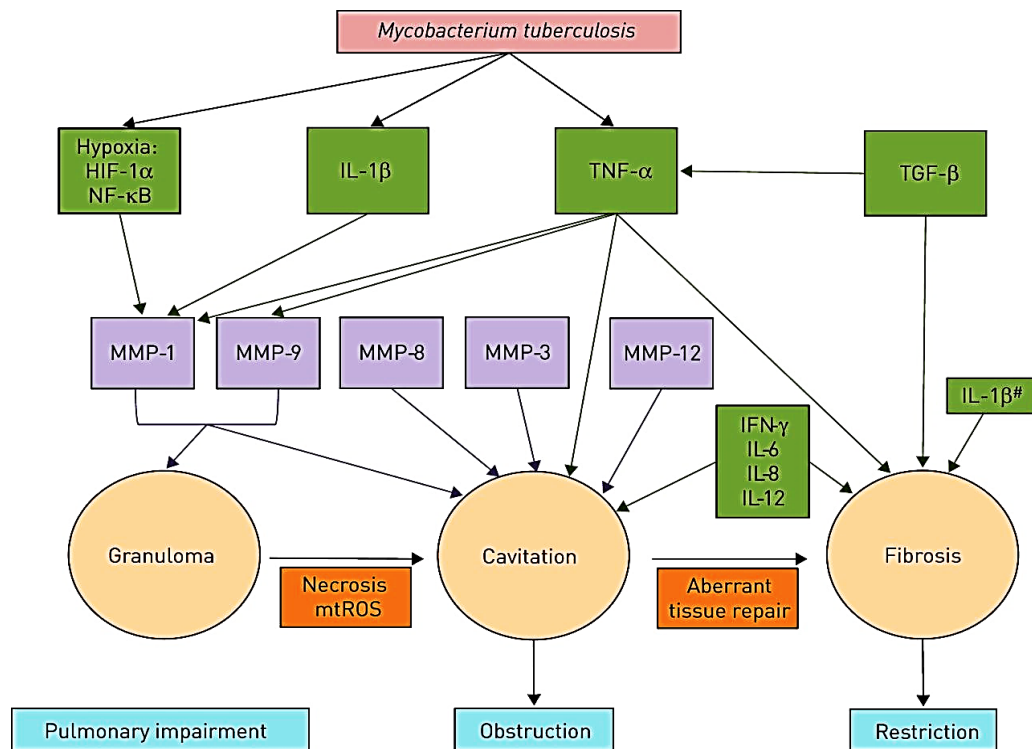 Mycobacterium tuberculosis
Hypoxia:
HIF-1α
NF-κB
IL-1β
TNF-α
TGF-β
MMP-1
MMP-9
MMP-8
MMP-3
MMP-12
IL-1β#
IFN-γ
IL-6
IL-8
IL-12
Granuloma
Necrosis
mtROS
Cavitation
Aberrant
tissue repair
Fibrosis
Pulmonary impairment
Obstruction
Restriction